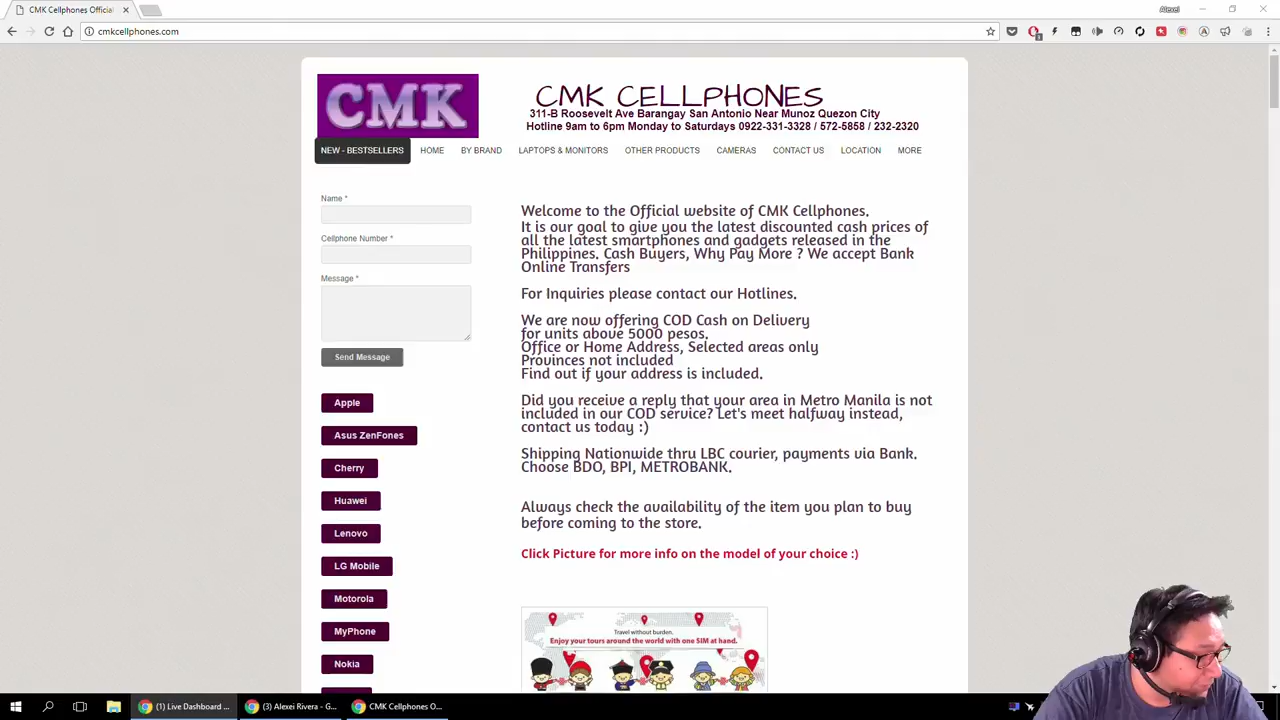 CMK Cellphones Official
Alexei
cmkcellphones.com
CMK
CMK CELLPHONES
311-B Roosevelt Ave Barangay San Antonio Near Munoz Quezon City
Hotline 9am to 6pm Monday to Saturdays 0922-331-3328 / 572-5858 / 232-2320
NEW - BESTSELLERS
HOME
BY BRAND
LAPTOPS & MONITORS
OTHER PRODUCTS
CAMERAS
CONTACT US
LOCATION
MORE
Name *
Cellphone Number *
Message *
Send Message
Apple
Asus ZenFones
Cherry
Huawei
Lenovo
LG Mobile
Motorola
MyPhone
Nokia
Welcome to the Official website of CMK Cellphones.
It is our goal to give you the latest discounted cash prices of
all the latest smartphones and gadgets released in the
Philippines. Cash Buyers, Why Pay More ? We accept Bank
Online Transfers
For Inquiries please contact our Hotlines.
We are now offering COD Cash on Delivery
for units above 5000 pesos.
Office or Home Address, Selected areas only
Provinces not included
Find out if your address is included.
Did you receive a reply that your area in Metro Manila is not
included in our COD service? Let's meet halfway instead,
contact us today :)
Shipping Nationwide thru LBC courier, payments via Bank.
Choose BDO, BPI, METROBANK.
Always check the availability of the item you plan to buy
before coming to the store.
Click Picture for more info on the model of your choice :)
Travel without burden.
Enjoy your tours around the world with one SIM at hand.
(1) Live Dashboard ...
(3) Alexei Rivera - G...
CMK Cellphones O...